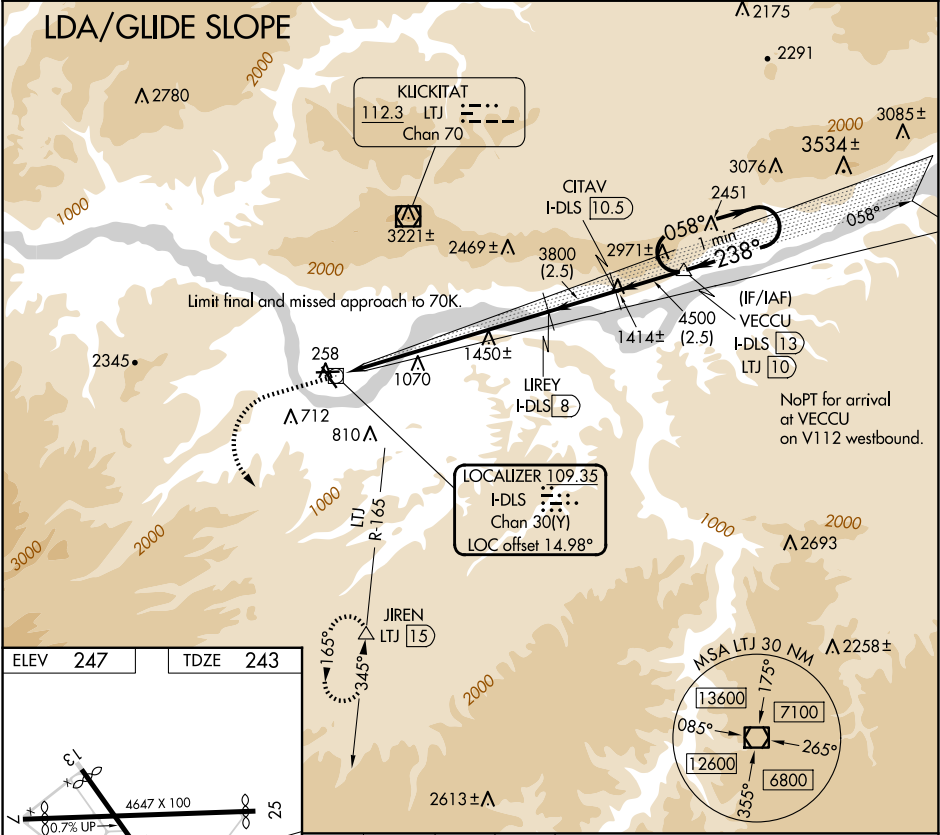 LDA/GLIDE SLOPE
2175
2291
2000
2780
KLICKITAT
112.3 LTJ
Chan 70
3085±
2000
3534±
3076
1000
CITAV
I-DLS 10.5
2451
058°
058°
1 min
238°
3221±
2469±
2971±
3800
(2.5)
2000
Limit final and missed approach to 70K.
(IF/IAF)
VECCU
I-DLS 13
LTJ 10
4500
(2.5)
1414±
1450±
2345
258
1070
LIREY
I-DLS 8
NoPT for arrival
at VECCU
on V112 westbound.
712
810
LOCALIZER 109.35
I-DLS
Chan 30(Y)
LOC offset 14.98°
LTJ
R-165
1000
2000
3000
1000
2000
2693
JIREN
LTJ 15
165°
345°
2000
2258±
MSA LTJ 30 NM
13600
175°
7100
085°
265°
12600
6800
355°
2613±
ELEV 247
TDZE 243
13
4647 X 100
25
7
0.7% UP